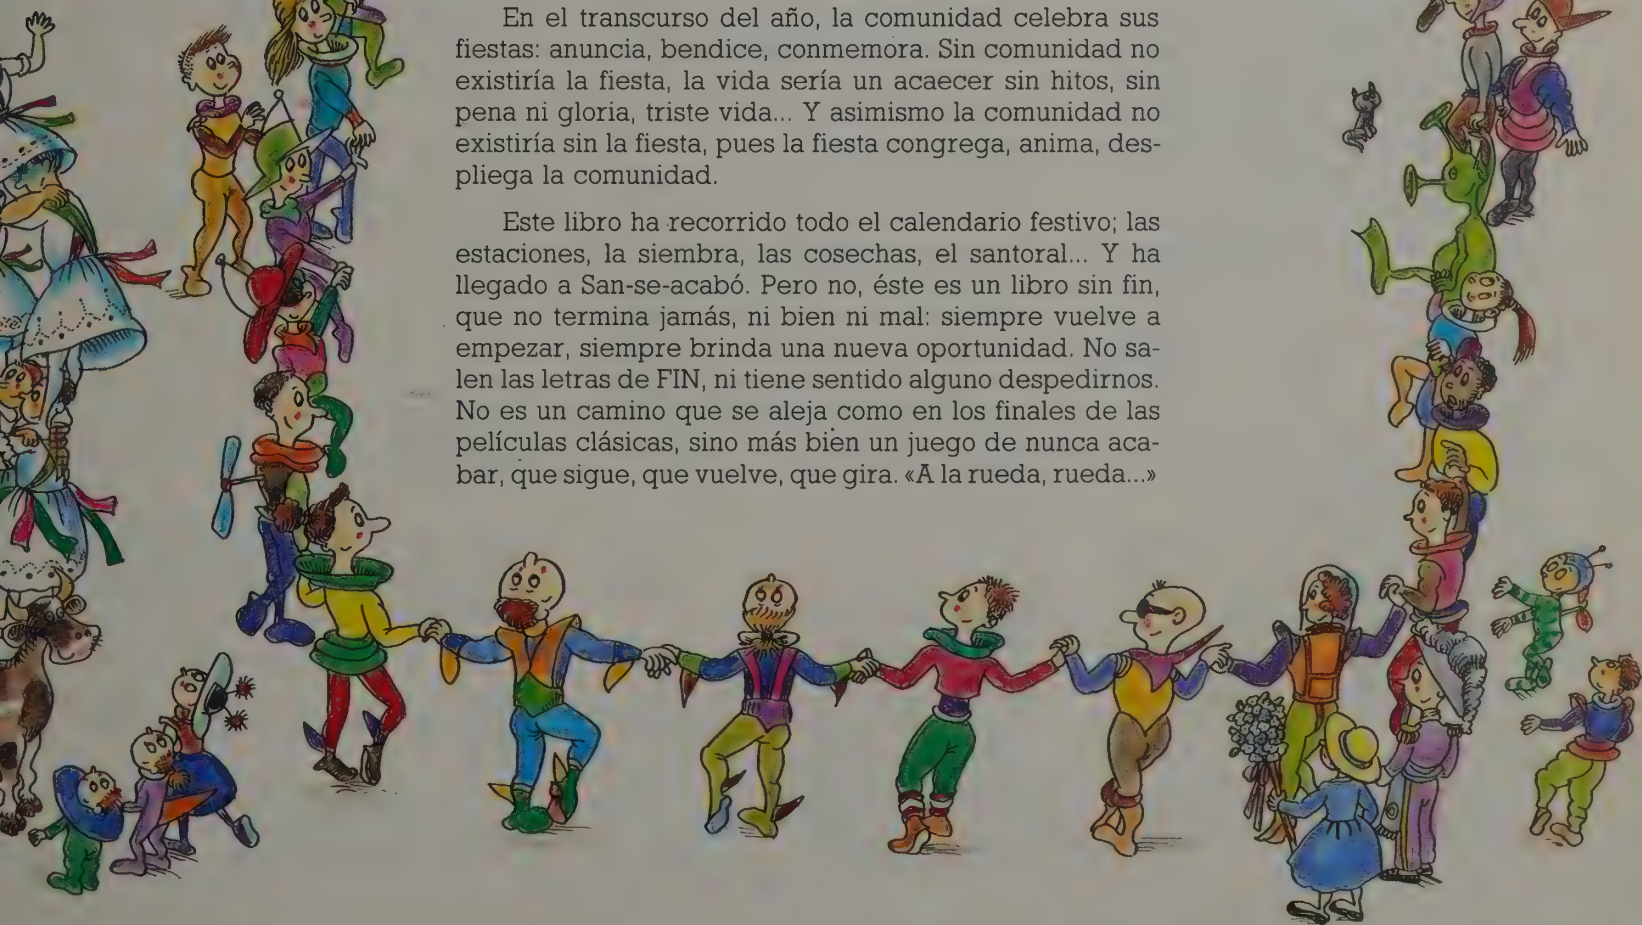 En el transcurso del año, la comunidad celebra sus
fiestas: anuncia, bendice, conmemora. Sin comunidad no
existiría la fiesta, la vida sería un acaecer sin hitos, sin
pena ni gloria, triste vida... Y asimismo la comunidad no
existiría sin la fiesta, pues la fiesta congrega, anima, des-
pliega la comunidad.
Este libro ha recorrido todo el calendario festivo; las
estaciones, la siembra, las cosechas, el santoral... Y ha
llegado a San-se-acabó. Pero no, éste es un libro sin fin,
que no termina jamás, ni bien ni mal: siempre vuelve a
empezar, siempre brinda una nueva oportunidad. No sa-
len las letras de FIN, ni tiene sentido alguno despedirnos.
No es un camino que se aleja como en los finales de las
películas clásicas, sino más bien un juego de nunca aca-
bar, que sigue, que vuelve, que gira. «A la rueda, rueda...»